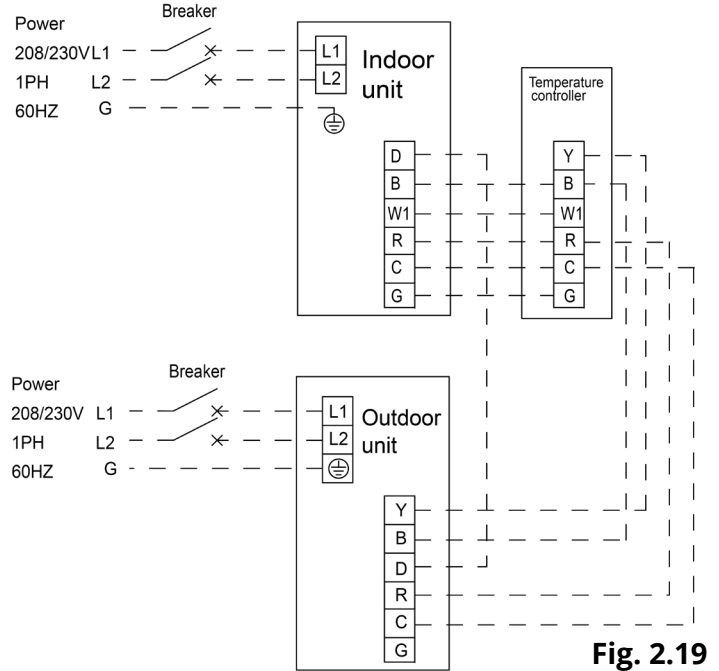 Power
Breaker
208/230V L1
1PH L2
60HZ G
L1
L2
Indoor
unit
D
B
W1
R
C
G
Temperature
controller
Y
B
W1
R
C
G
Power
Breaker
208/230V L1
1PH L2
60HZ G
L1
L2
Outdoor
unit
Y
B
D
R
C
G
Fig. 2.19